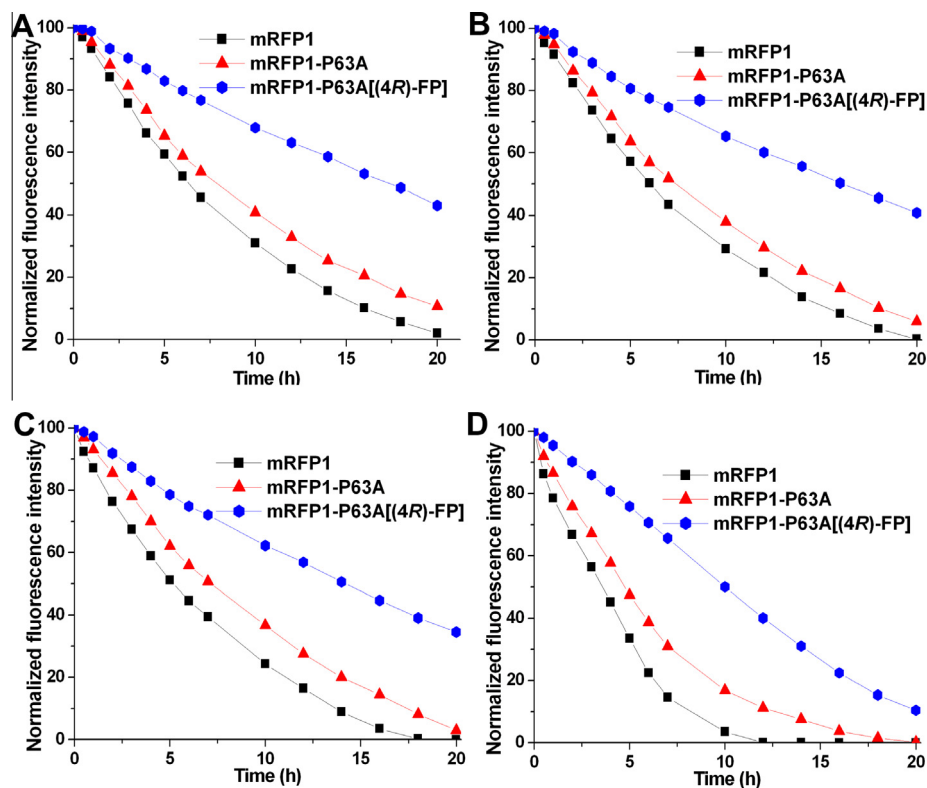 A
mRFP1
mRFP1-P63A
mRFP1-P63A[(4R)-FP]
Normalized fluorescence intensity
100
80
60
40
20
0
0 5 10 15 20
Time (h)
B
mRFP1
mRFP1-P63A
mRFP1-P63A[(4R)-FP]
Normalized fluorescence intensity
100
80
60
40
20
0
0 5 10 15 20
Time (h)
C
mRFP1
mRFP1-P63A
mRFP1-P63A[(4R)-FP]
Normalized fluorescence intensity
100
80
60
40
20
0
0 5 10 15 20
Time (h)
D
mRFP1
mRFP1-P63A
mRFP1-P63A[(4R)-FP]
Normalized fluorescence intensity
100
80
60
40
20
0
0 5 10 15 20
Time (h)